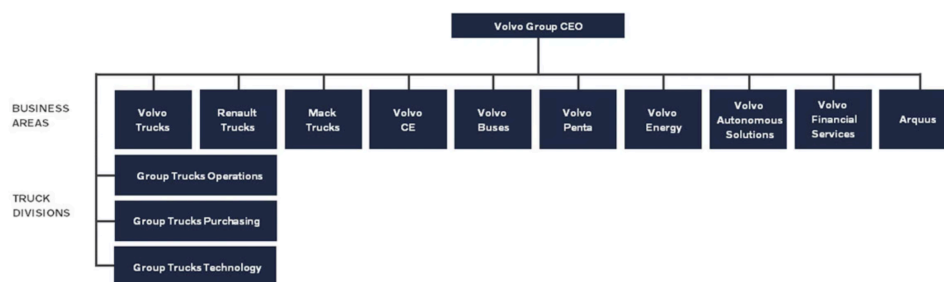 Volvo Group CEO
BUSINESS
AREAS
Volvo
Trucks
Renault
Trucks
Mack
Trucks
Volvo
CE
Volvo
Buses
Volvo
Penta
Volvo
Energy
Volvo
Autonomous
Solutions
Volvo
Financial
Services
Arquus
TRUCK
DIVISIONS
Group Trucks Operations
Group Trucks Purchasing
Group Trucks Technology